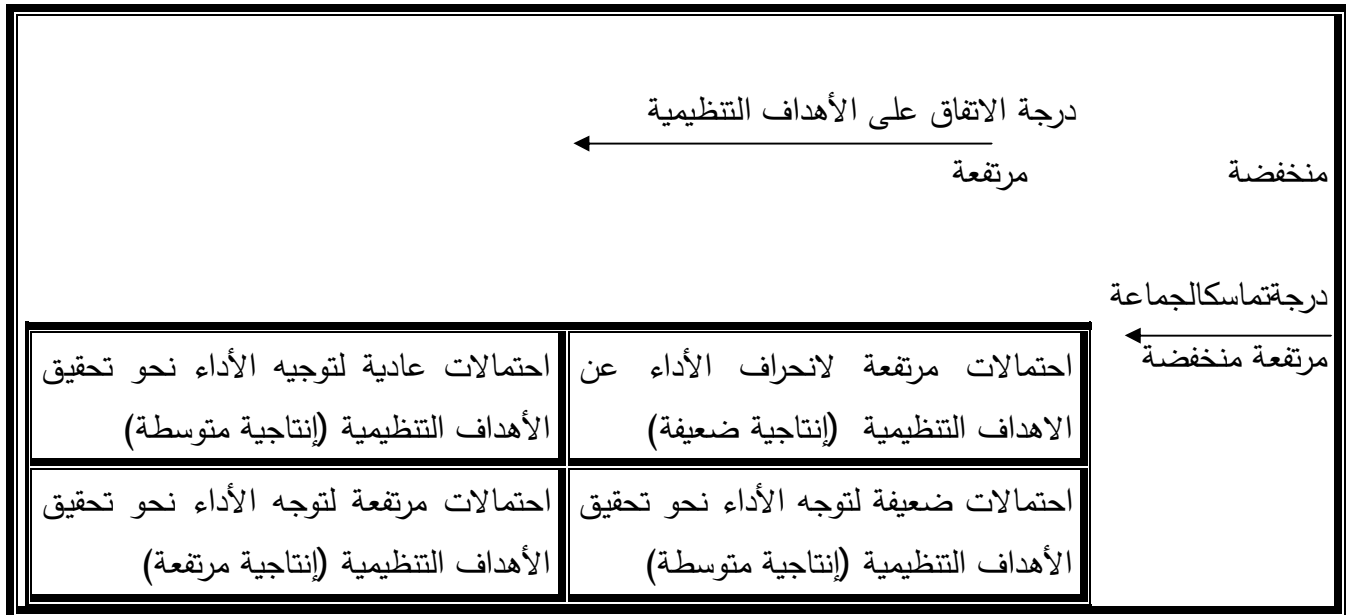 درجة الاتفاق على الأهداف التنظيمية
منخفضة مرتفعة
درجةتماسكالجماعة
مرتفعة منخفضة
احتمالات مرتفعة لانحراف الأداء عن
الاهداف التنظيمية (إنتاجية ضعيفة)
احتمالات عادية لتوجيه الأداء نحو تحقيق
الأهداف التنظيمية (إنتاجية متوسطة)
احتمالات ضعيفة لتوجه الأداء نحو تحقيق
الأهداف التنظيمية (إنتاجية متوسطة)
احتمالات مرتفعة لتوجه الأداء نحو تحقيق
الأهداف التنظيمية (إنتاجية مرتفعة)